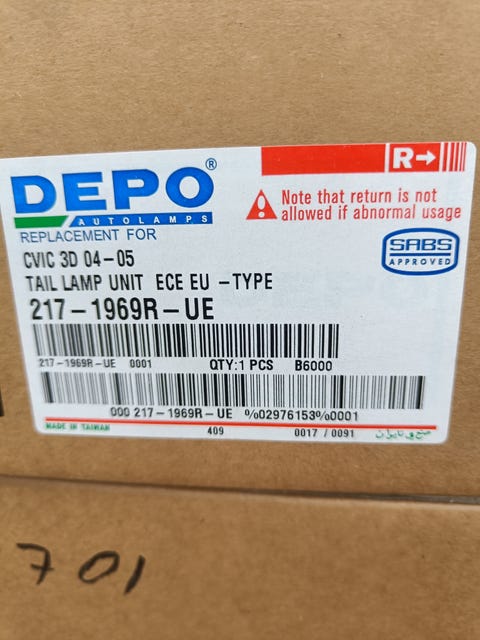 DEPO®
AUTOLAMPS
R→
Note that return is not
allowed if abnormal usage
REPLACEMENT FOR
SABS
APPROVED
CVIC 3D 04-05
TAIL LAMP UNIT ECE EU -TYPE
217-1969R-UE
217-1969R-UE 0001 QTY:1 PCS B6000
000 217-1969R-UE %02976153%0001
MADE IN TAIWAN 409 0017 / 0091
701